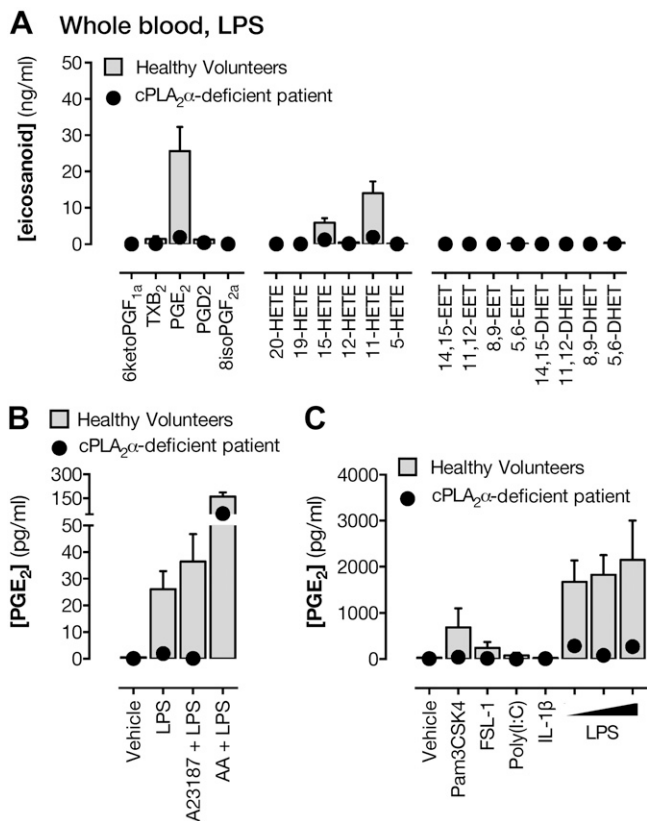 A Whole blood, LPS
Healthy Volunteers
cPLA₂α-deficient patient
[eicosanoid] (ng/ml)
50
40
30
20
10
0
6ketoPGF₁ₐ
TXB₂
PGE₂
PGD2
8isoPGF₂ₐ
20-HETE
19-HETE
15-HETE
12-HETE
11-HETE
5-HETE
14,15-EET
11,12-EET
8,9-EET
5,6-EET
14,15-DHET
11,12-DHET
8,9-DHET
5,6-DHET
B
Healthy Volunteers
cPLA₂α-deficient patient
[PGE₂] (pg/ml)
300
150
50
50
40
30
20
10
0
Vehicle
LPS
A23187 + LPS
AA + LPS
C
Healthy Volunteers
cPLA₂α-deficient patient
[PGE₂] (pg/ml)
4000
3000
2000
1000
0
Vehicle
Pam3CSK4
FSL-1
Poly(I:C)
IL-1β
LPS